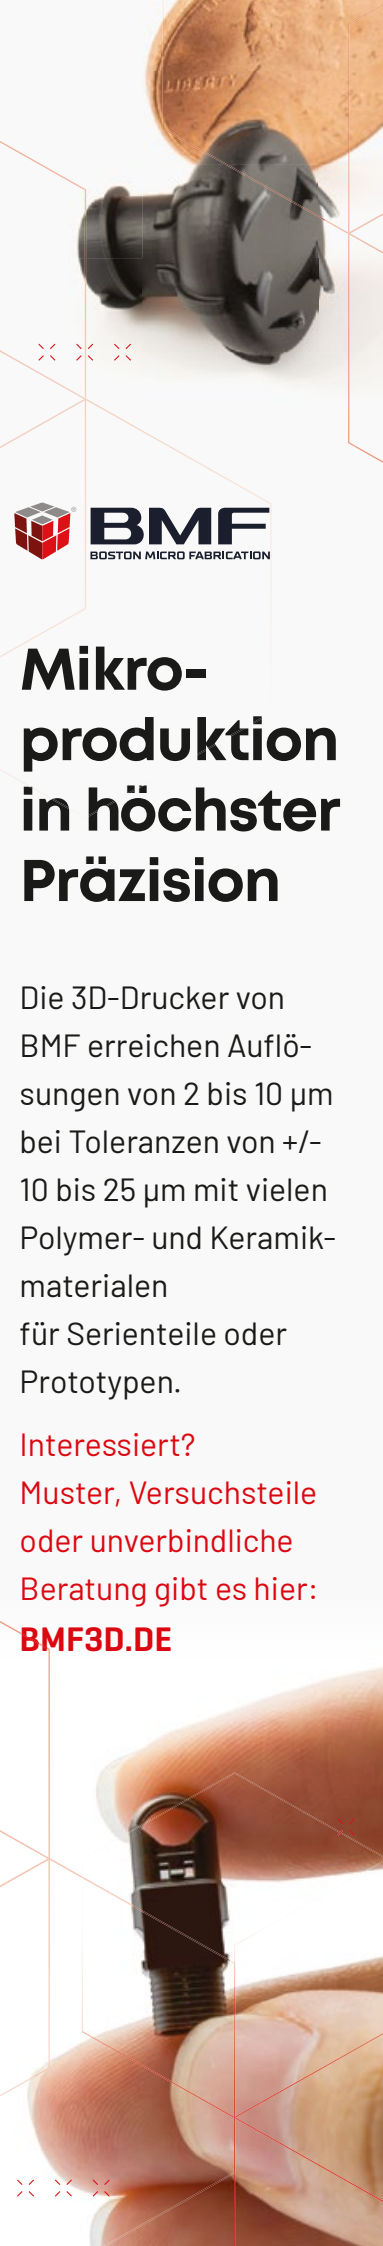 LIBERTY
BMF
BOSTON MICRO FABRICATION
Mikro-
produktion
in höchster
Präzision
Die 3D-Drucker von
BMF erreichen Auflö-
sungen von 2 bis 10 µm
bei Toleranzen von +/-
10 bis 25 µm mit vielen
Polymer- und Keramik-
materialen
für Serienteile oder
Prototypen.
Interessiert?
Muster, Versuchsteile
oder unverbindliche
Beratung gibt es hier:
BMF3D.DE